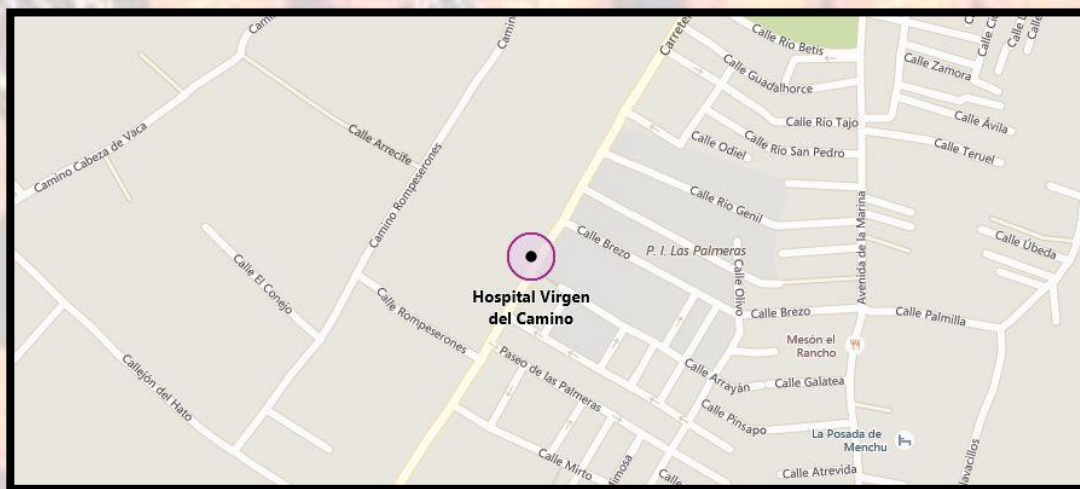 Calle Río Betis
Calle Zamora
Calle Guadalhorce
Calle Río Tajo
Calle Ávila
Calle Teruel
Calle Odiel
Calle Río San Pedro
Calle Arrecife
Camino Cabeza de Vaca
Camino Rompeserones
Calle Río Genil
Avenida de la Marina
Calle Brezo
P. I. Las Palmeras
Calle Úbeda
Calle El Conejo
Calle Olivo
Hospital Virgen
del Camino
Calle Rompeserones
Calle Brezo
Calle Palmilla
Mesón el
Rancho
Paseo de las Palmeras
Callejón del Hato
Calle Arrayán
Calle Galatea
Calle Pinsapo
La Posada de
Menchu
Calle Mirto
Calle Atrevida